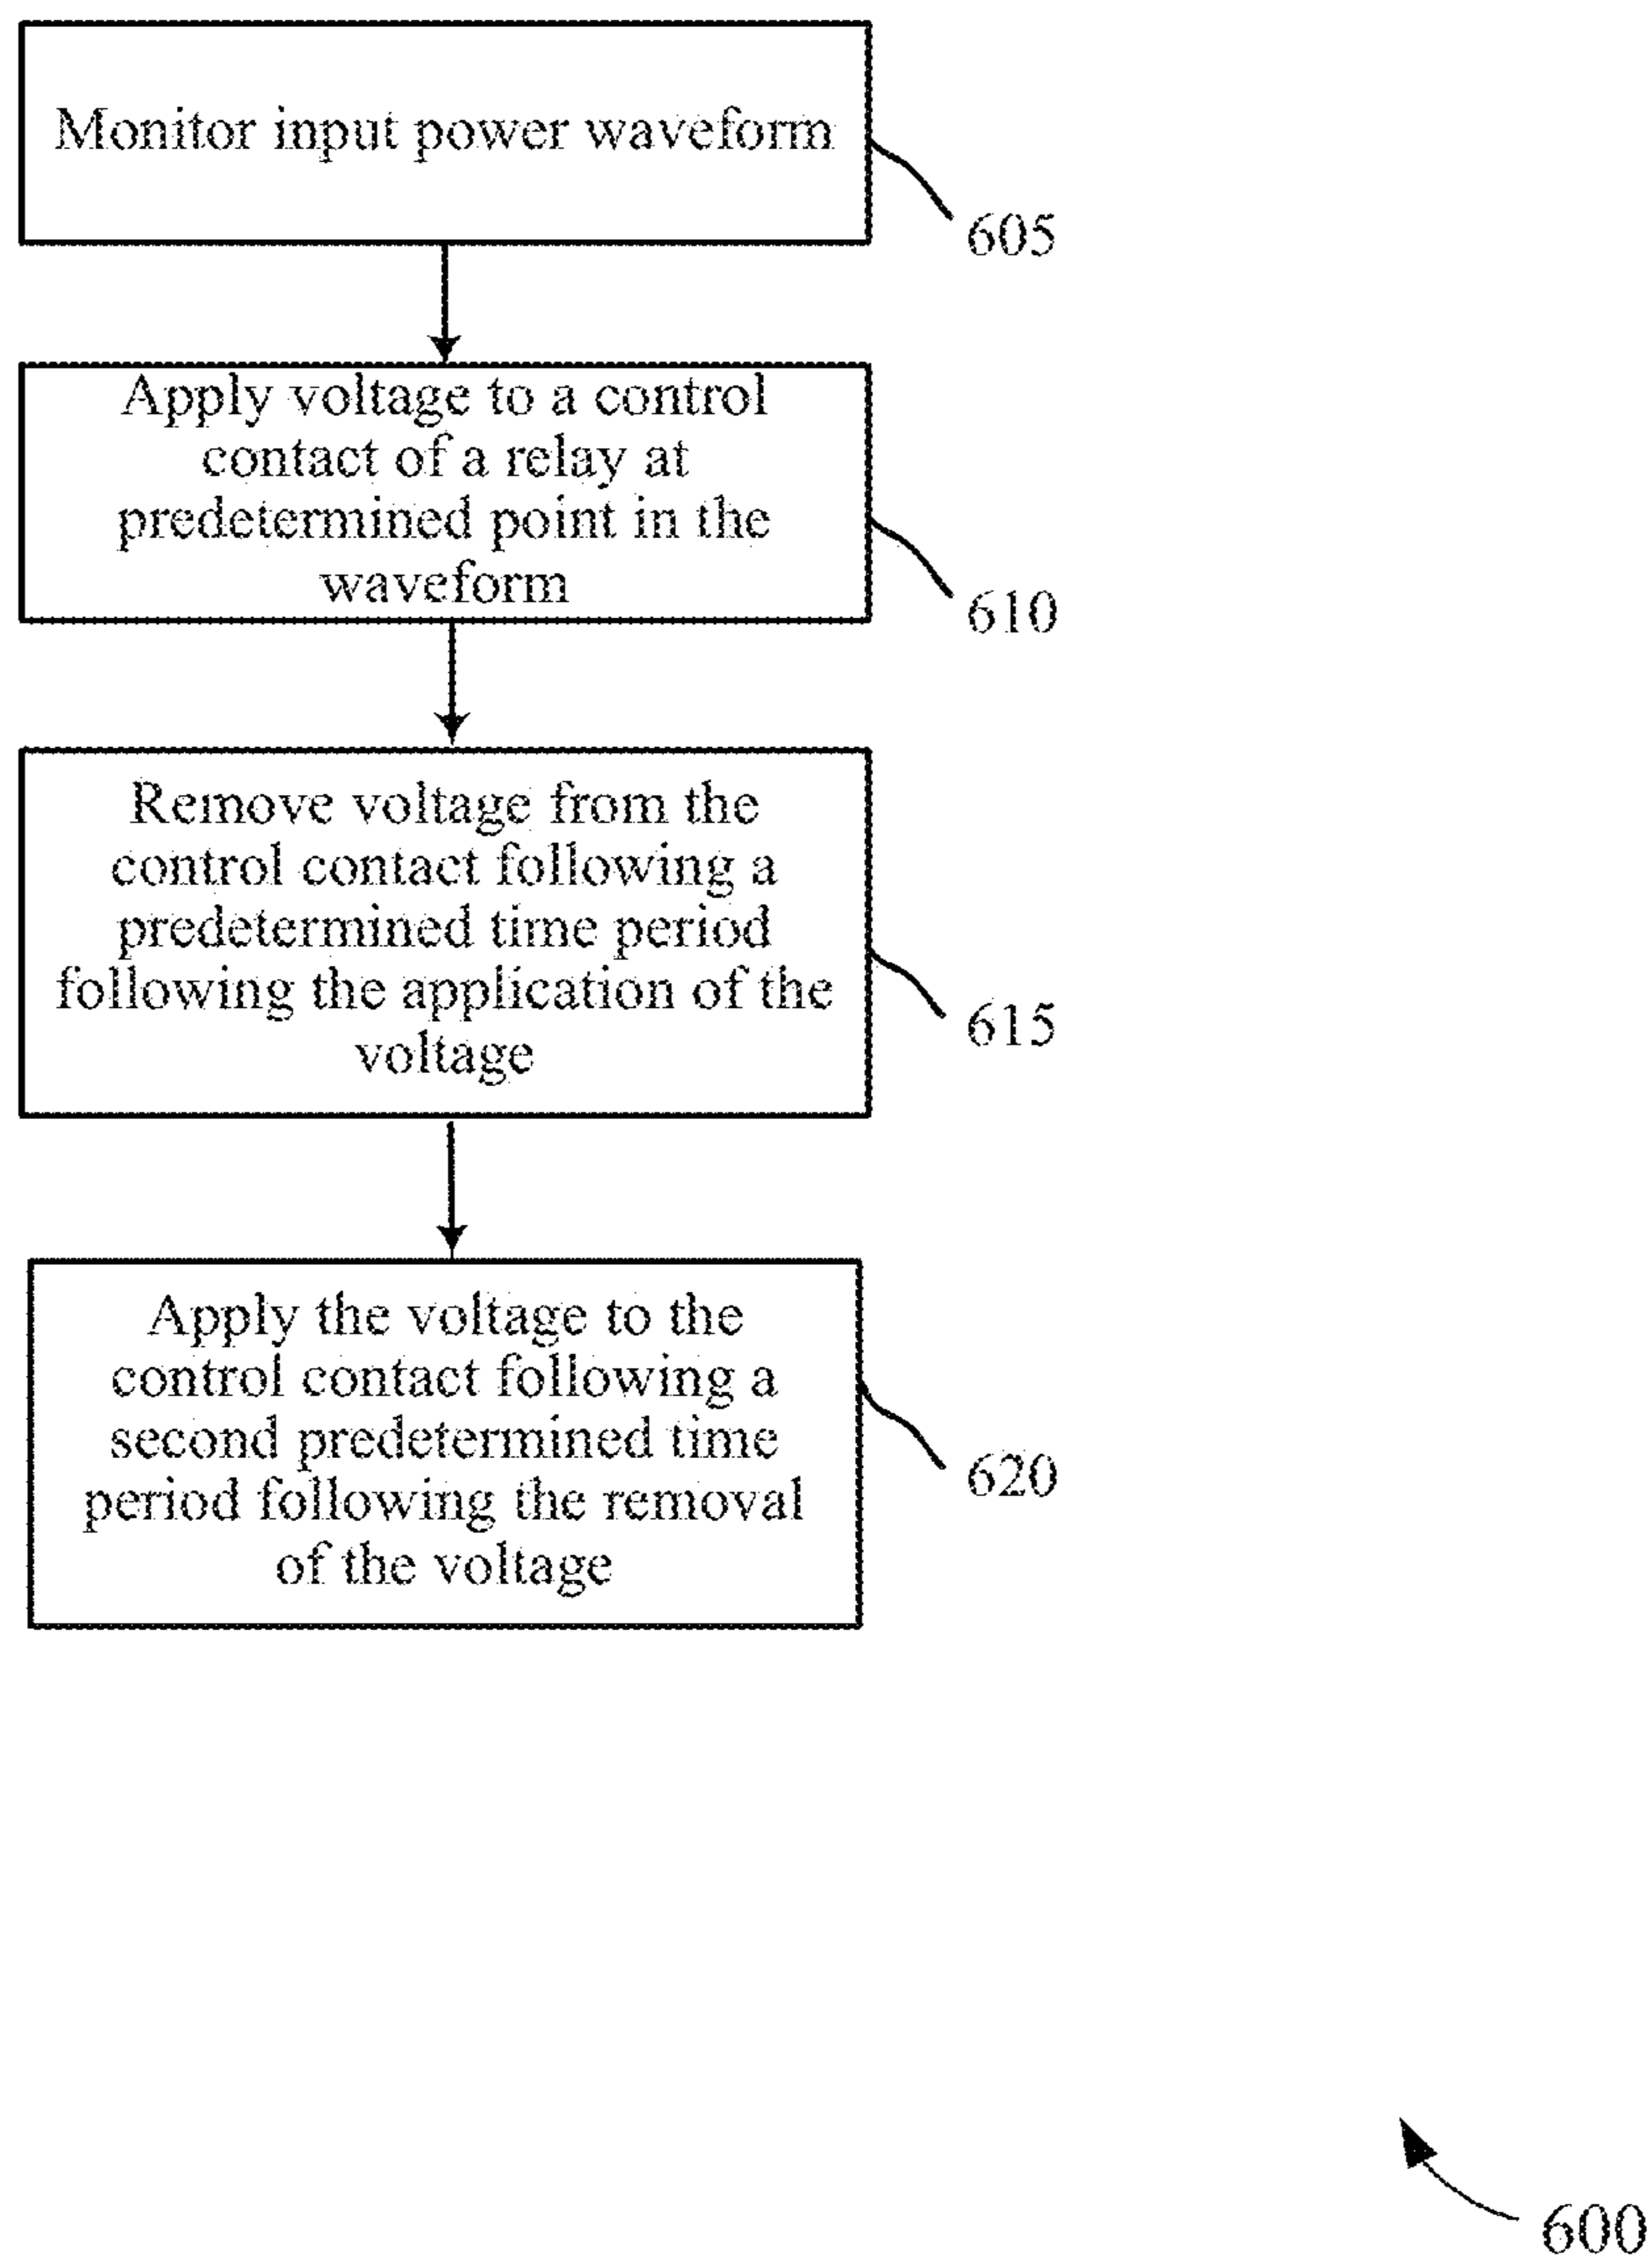 Monitor input power waveform
605
Apply voltage to a control
contact of a relay at
predetermined point in the
waveform
610
Remove voltage from the
control contact following a
predetermined time period
following the application of the
voltage
615
Apply the voltage to the
control contact following a
second predetermined time
period following the removal
of the voltage
620
600